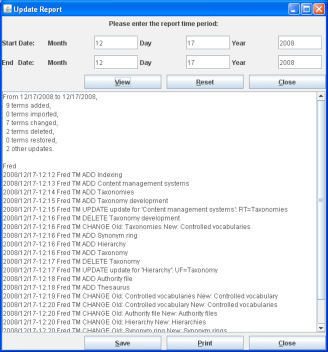 Update Report
Please enter the report time period:
Start Date: Month 12 Day 17 Year 2008
End Date: Month 12 Day 17 Year 2008
View Reset Close
From 12/17/2008 to 12/17/2008,
9 terms added,
0 terms imported,
7 terms changed,
2 terms deleted,
0 terms restored,
2 other updates.
Fred
2008/12/17-12:12 Fred TM ADD Indexing
2008/12/17-12:13 Fred TM ADD Content management systems
2008/12/17-12:14 Fred TM ADD Taxonomies
2008/12/17-12:15 Fred TM ADD Taxonomy development
2008/12/17-12:15 Fred TM UPDATE update for 'Content management systems': RT=Taxonomies
2008/12/17-12:16 Fred TM DELETE Taxonomy development
2008/12/17-12:16 Fred TM CHANGE Old: Taxonomies New: Controlled vocabularies
2008/12/17-12:16 Fred TM ADD Synonym ring
2008/12/17-12:16 Fred TM ADD Hierarchy
2008/12/17-12:16 Fred TM ADD Taxonomy
2008/12/17-12:17 Fred TM DELETE Taxonomy
2008/12/17-12:17 Fred TM UPDATE update for 'Hierarchy': UF=Taxonomy
2008/12/17-12:18 Fred TM ADD Authority file
2008/12/17-12:18 Fred TM ADD Thesaurus
2008/12/17-12:19 Fred TM CHANGE Old: Controlled vocabularies New: Controlled vocabulary
2008/12/17-12:20 Fred TM CHANGE Old: Controlled vocabulary New: Controlled vocabularies
2008/12/17-12:20 Fred TM CHANGE Old: Authority file New: Authority files
2008/12/17-12:20 Fred TM CHANGE Old: Hierarchy New: Hierarchies
2008/12/17-12:20 Fred TM CHANGE Old: Synonym ring New: Synonym rings
Save Print Close